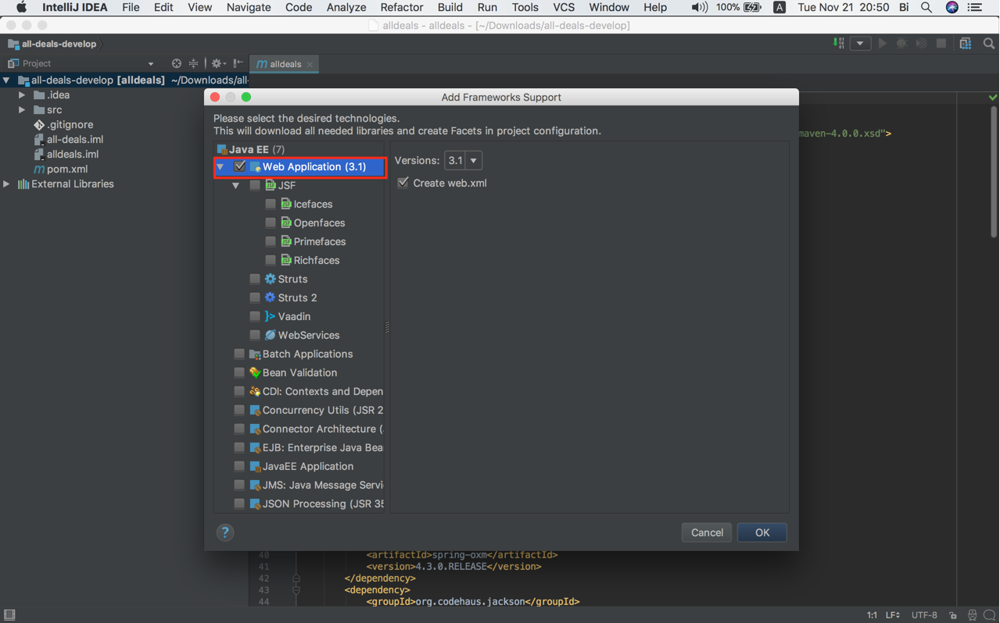 IntelliJ IDEA File Edit View Navigate Code Analyze Refactor Build Run Tools VCS Window Help 100% A Tue Nov 21 20:50 Bi
alldeals - alldeals - [~/Downloads/all-deals-develop]
all-deals-develop
Project
alldeals
all-deals-develop [alldeals] ~/Downloads/all-
.idea
src
.gitignore
all-deals.iml
alldeals.iml
pom.xml
External Libraries
maven-4.0.0.xsd">
Add Frameworks Support
Please select the desired technologies.
This will download all needed libraries and create Facets in project configuration.
Java EE (7)
Web Application (3.1)
JSF
Icefaces
Openfaces
Primefaces
Richfaces
Struts
Struts 2
Vaadin
WebServices
Batch Applications
Bean Validation
CDI: Contexts and Depen
Concurrency Utils (JSR 2
Connector Architecture (
EJB: Enterprise Java Bea
JavaEE Application
JMS: Java Message Servi
JSON Processing (JSR 35
Versions: 3.1
Create web.xml
? Cancel OK
40 <artifactId>spring-oxm</artifactId>
41 <version>4.3.0.RELEASE</version>
42 </dependency>
43 <dependency>
44 <groupId>org.codehaus.jackson</groupId>
1:1 LF UTF-8